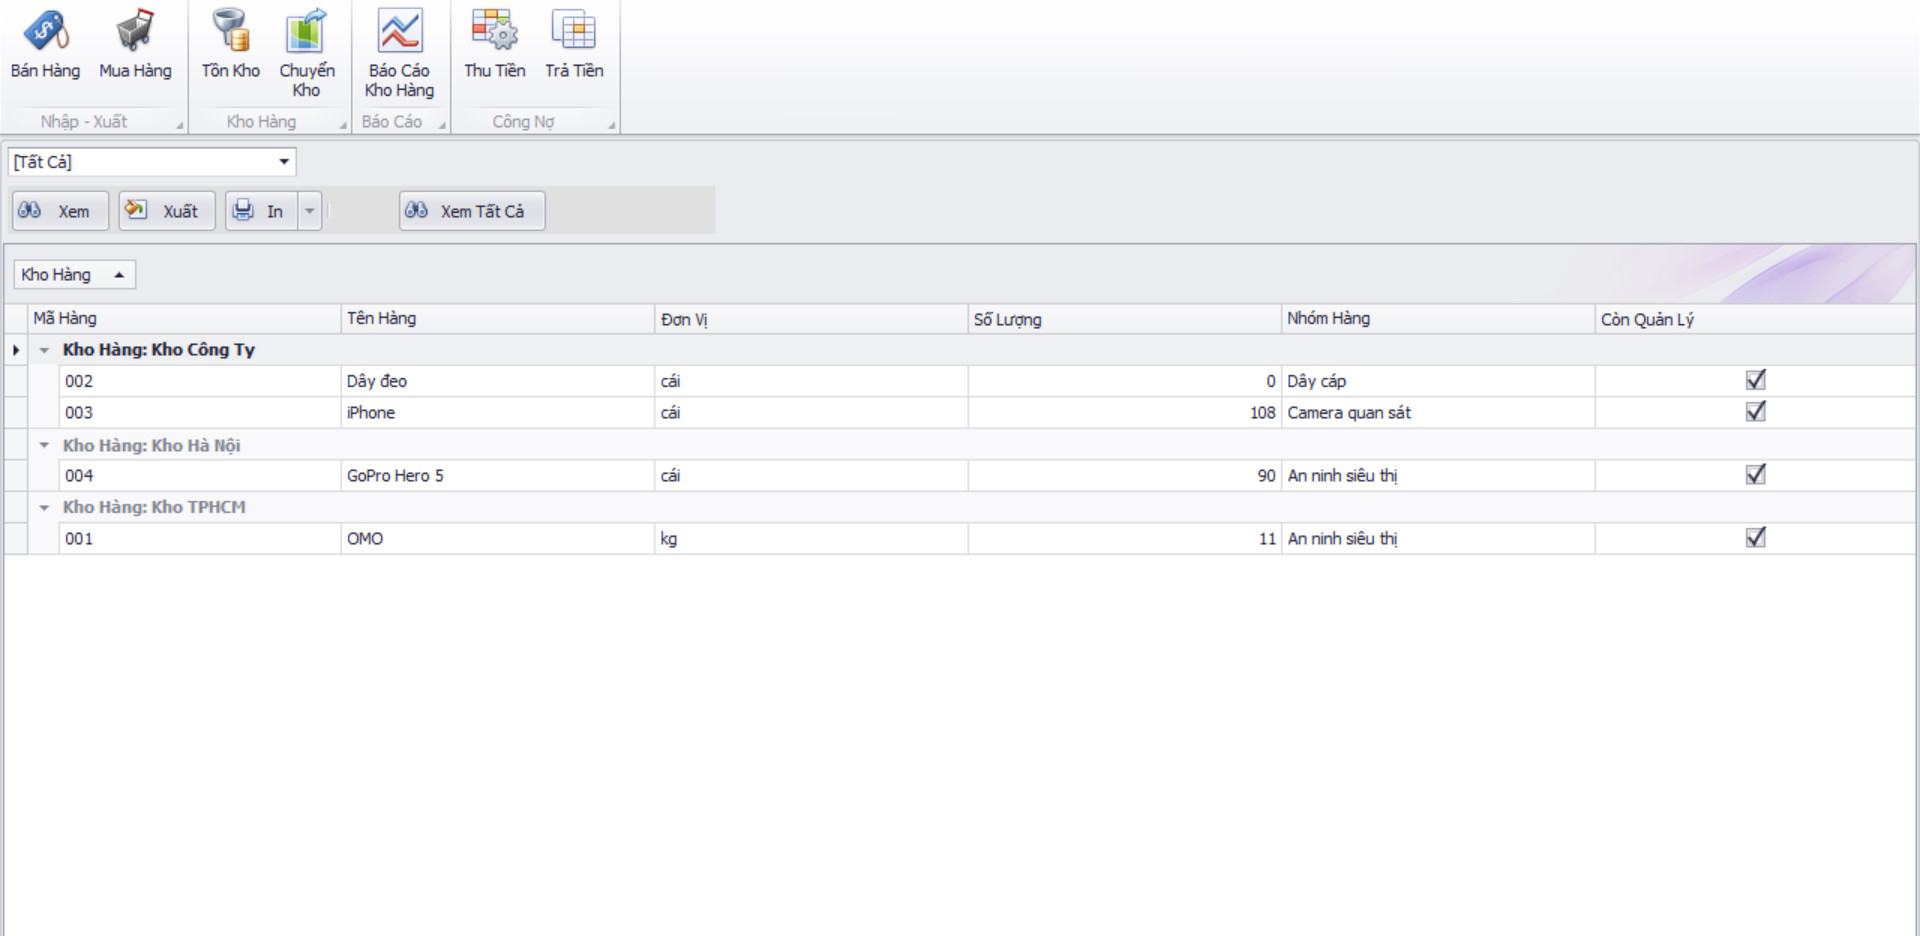 Bán Hàng Mua Hàng Tồn Kho Chuyển Kho Báo Cáo Kho Hàng Thu Tiền Trả Tiền
Nhập - Xuất Kho Hàng Báo Cáo Công Nợ
[Tất Cả]
Xem Xuất In Xem Tất Cả
Kho Hàng
Mã Hàng Tên Hàng Đơn Vị Số Lượng Nhóm Hàng Còn Quản Lý
Kho Hàng: Kho Công Ty
002 Dây đeo cái 0 Dây cáp
003 iPhone cái 108 Camera quan sát
Kho Hàng: Kho Hà Nội
004 GoPro Hero 5 cái 90 An ninh siêu thị
Kho Hàng: Kho TPHCM
001 OMO kg 11 An ninh siêu thị